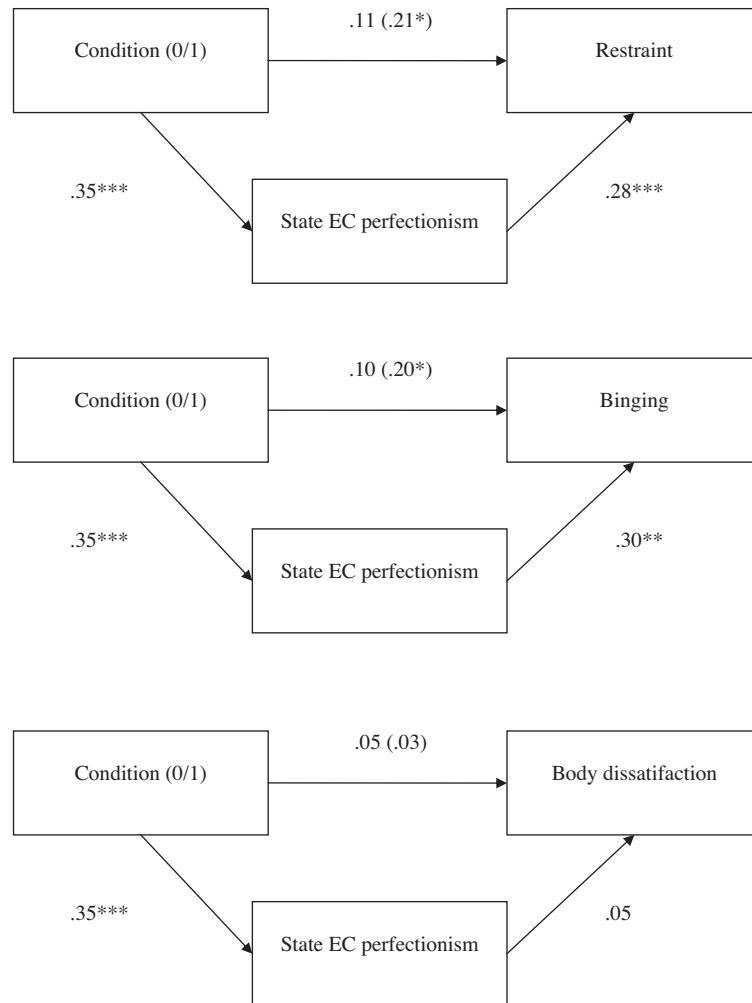 .11 (.21*)
Condition (0/1)
Restraint
.35***
.28***
State EC perfectionism
.10 (.20*)
Condition (0/1)
Binging
.35***
.30**
State EC perfectionism
.05 (.03)
Condition (0/1)
Body dissatifaction
.35***
.05
State EC perfectionism